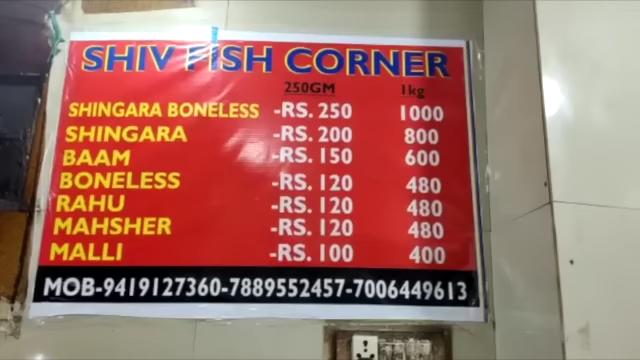 SHIV FISH CORNER
250GM 1kg
SHINGARA BONELESS -RS. 250 1000
SHINGARA -RS. 200 800
BAAM -RS. 150 600
BONELESS -RS. 120 480
RAHU -RS. 120 480
MAHSHER -RS. 120 480
MALLI -RS. 100 400
MOB-9419127360-7889552457-7006449613